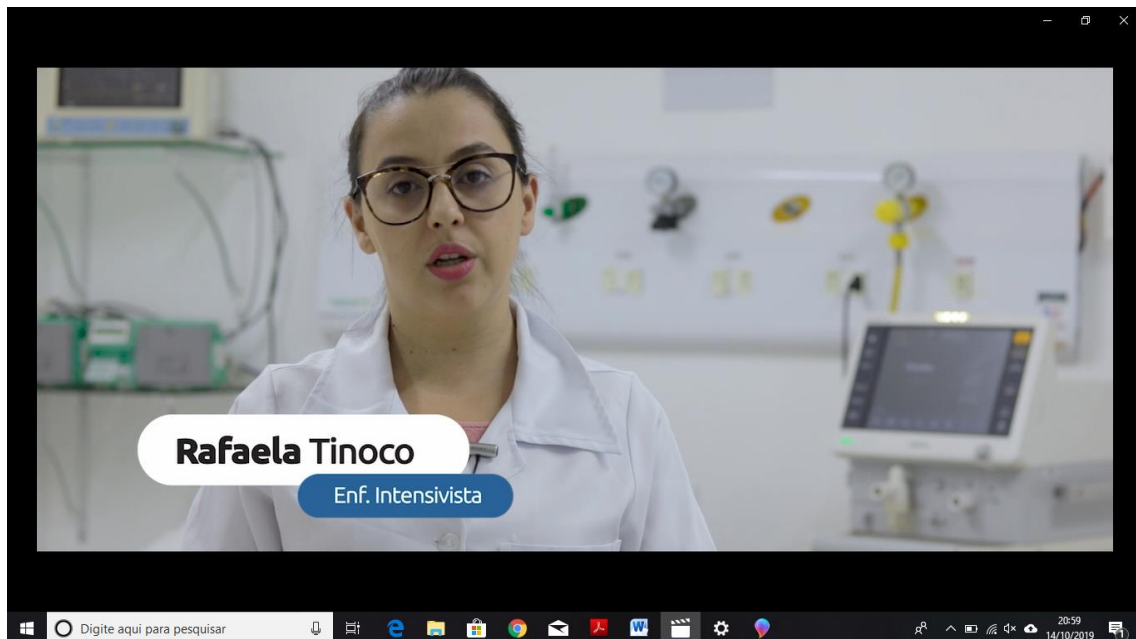 Rafaela Tinoco
Enf. Intensivista
Digite aqui para pesquisar
20:59
14/10/2019